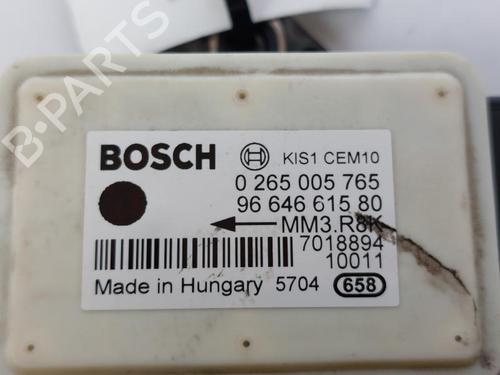 BOSCH KIS1 CEM10
0 265 005 765
96 646 615 80
MM3.R8K
7018894
10011
Made in Hungary 5704 658
B-PARTS